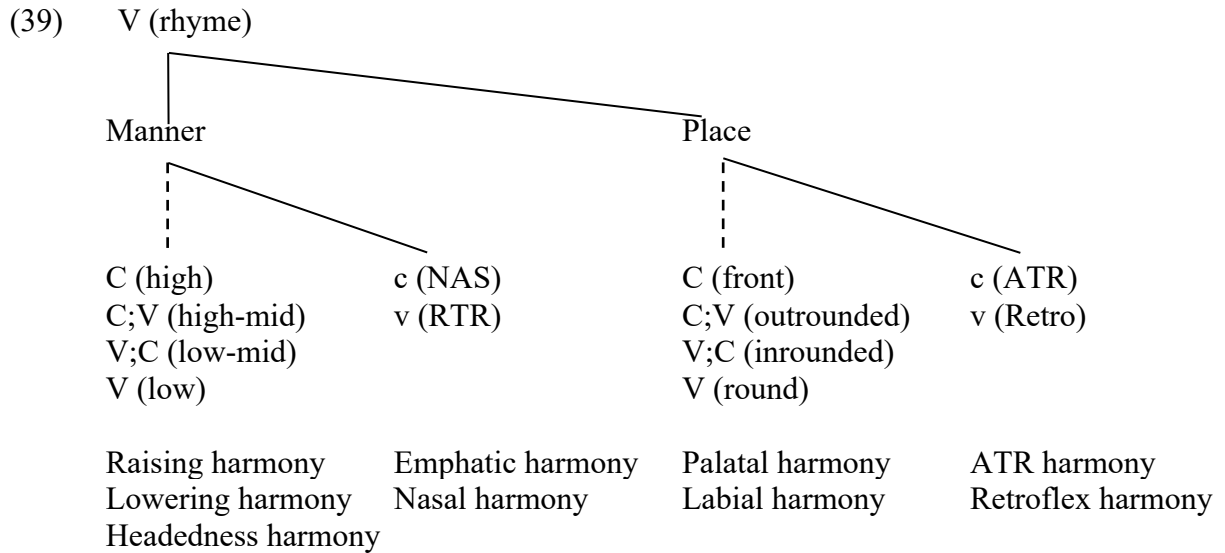 (39) V (rhyme)
Manner Place
C (high) c (NAS) C (front) c (ATR)
C;V (high-mid) v (RTR) C;V (outrounded) v (Retro)
V;C (low-mid) V;C (inrounded)
V (low) V (round)
Raising harmony Emphatic harmony Palatal harmony ATR harmony
Lowering harmony Nasal harmony Labial harmony Retroflex harmony
Headedness harmony